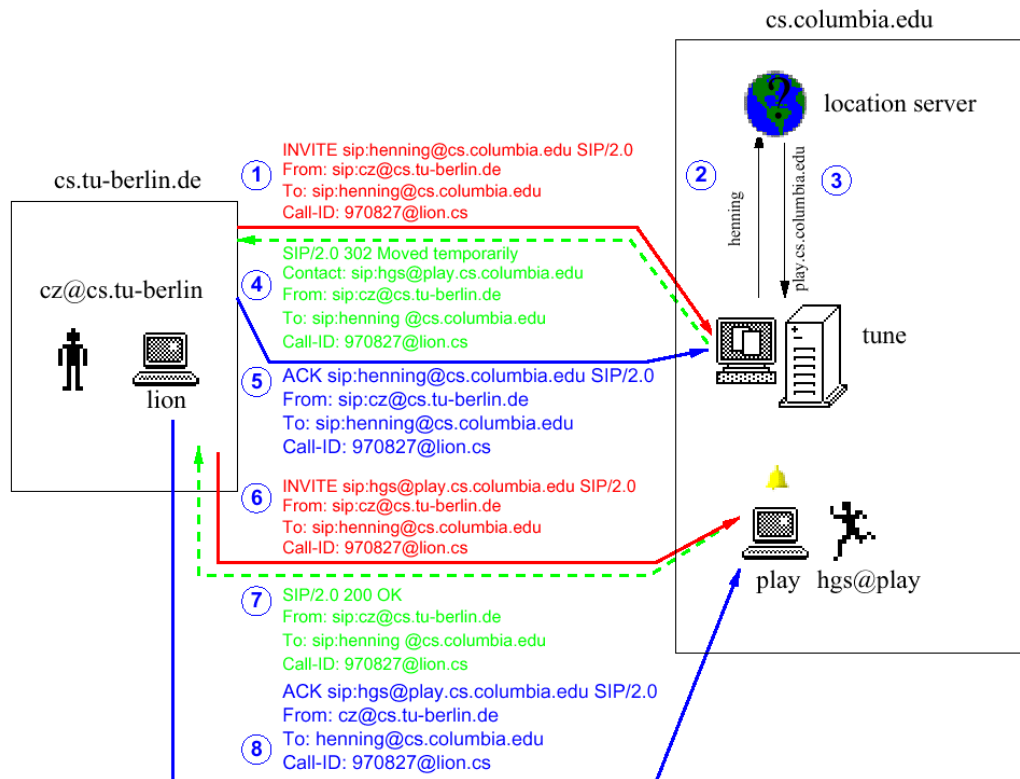 cs.columbia.edu
?
location server
INVITE sip:henning@cs.columbia.edu SIP/2.0
1
From: sip:cz@cs.tu-berlin.de
To: sip:henning@cs.columbia.edu
Call-ID: 970827@lion.cs
2
3
henning
play.cs.columbia.edu
cs.tu-berlin.de
SIP/2.0 302 Moved temporarily
Contact: sip:hgs@play.cs.columbia.edu
4
From: sip:cz@cs.tu-berlin.de
To: sip:henning @cs.columbia.edu
Call-ID: 970827@lion.cs
cz@cs.tu-berlin
lion
tune
5
ACK sip:henning@cs.columbia.edu SIP/2.0
From: sip:cz@cs.tu-berlin.de
To: sip:henning@cs.columbia.edu
Call-ID: 970827@lion.cs
INVITE sip:hgs@play.cs.columbia.edu SIP/2.0
6
From: sip:cz@cs.tu-berlin.de
To: sip:henning@cs.columbia.edu
Call-ID: 970827@lion.cs
play
hgs@play
7
SIP/2.0 200 OK
From: sip:cz@cs.tu-berlin.de
To: sip:henning @cs.columbia.edu
Call-ID: 970827@lion.cs
ACK sip:hgs@play.cs.columbia.edu SIP/2.0
From: cz@cs.tu-berlin.de
8
To: henning@cs.columbia.edu
Call-ID: 970827@lion.cs